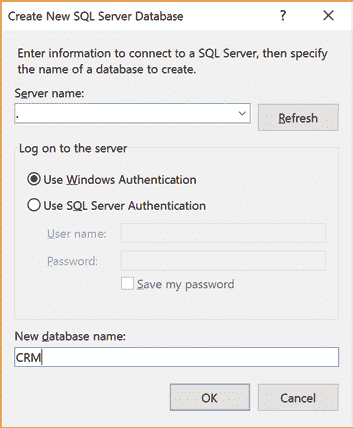 Create New SQL Server Database ? ×
Enter information to connect to a SQL Server, then specify
the name of a database to create.
Server name:
.
Refresh
Log on to the server
Use Windows Authentication
Use SQL Server Authentication
User name:
Password:
Save my password
New database name:
CRM
OK Cancel